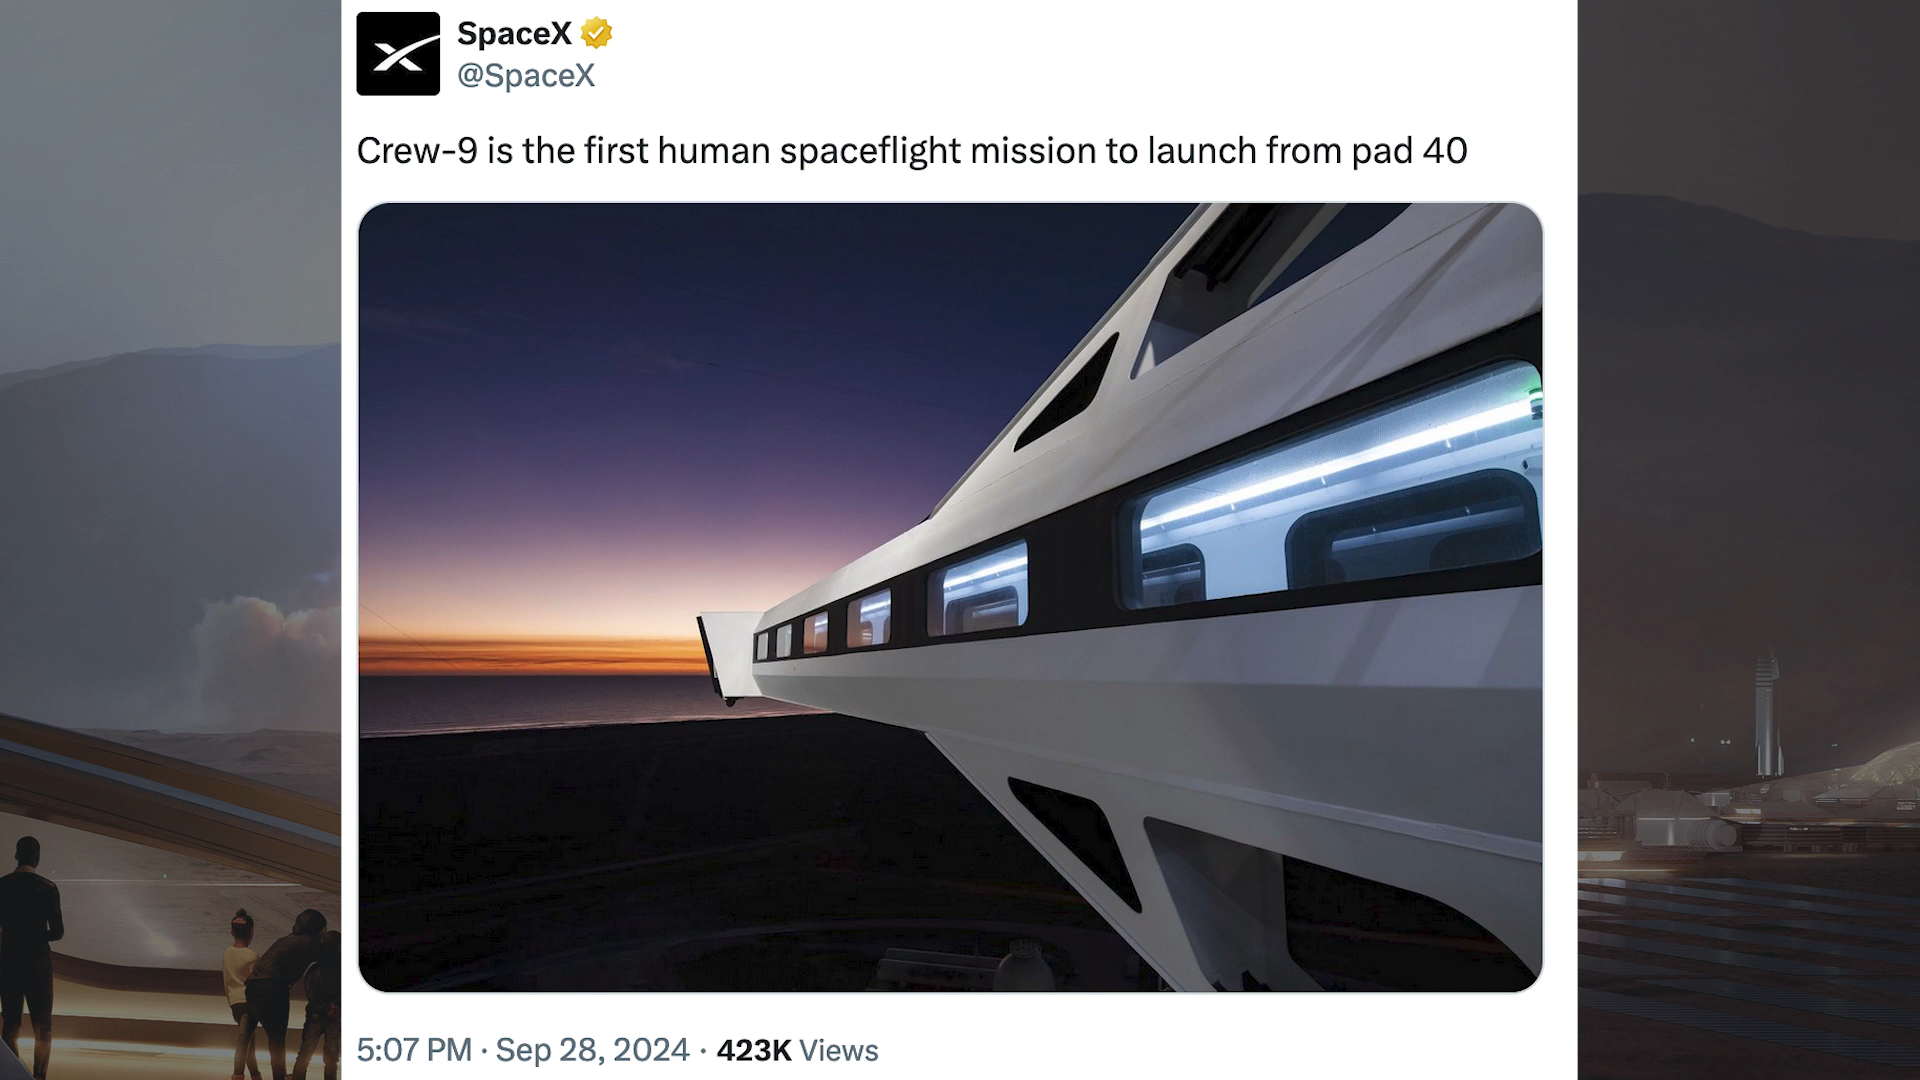 SpaceX
@SpaceX
Crew-9 is the first human spaceflight mission to launch from pad 40
5:07 PM · Sep 28, 2024 · 423K Views